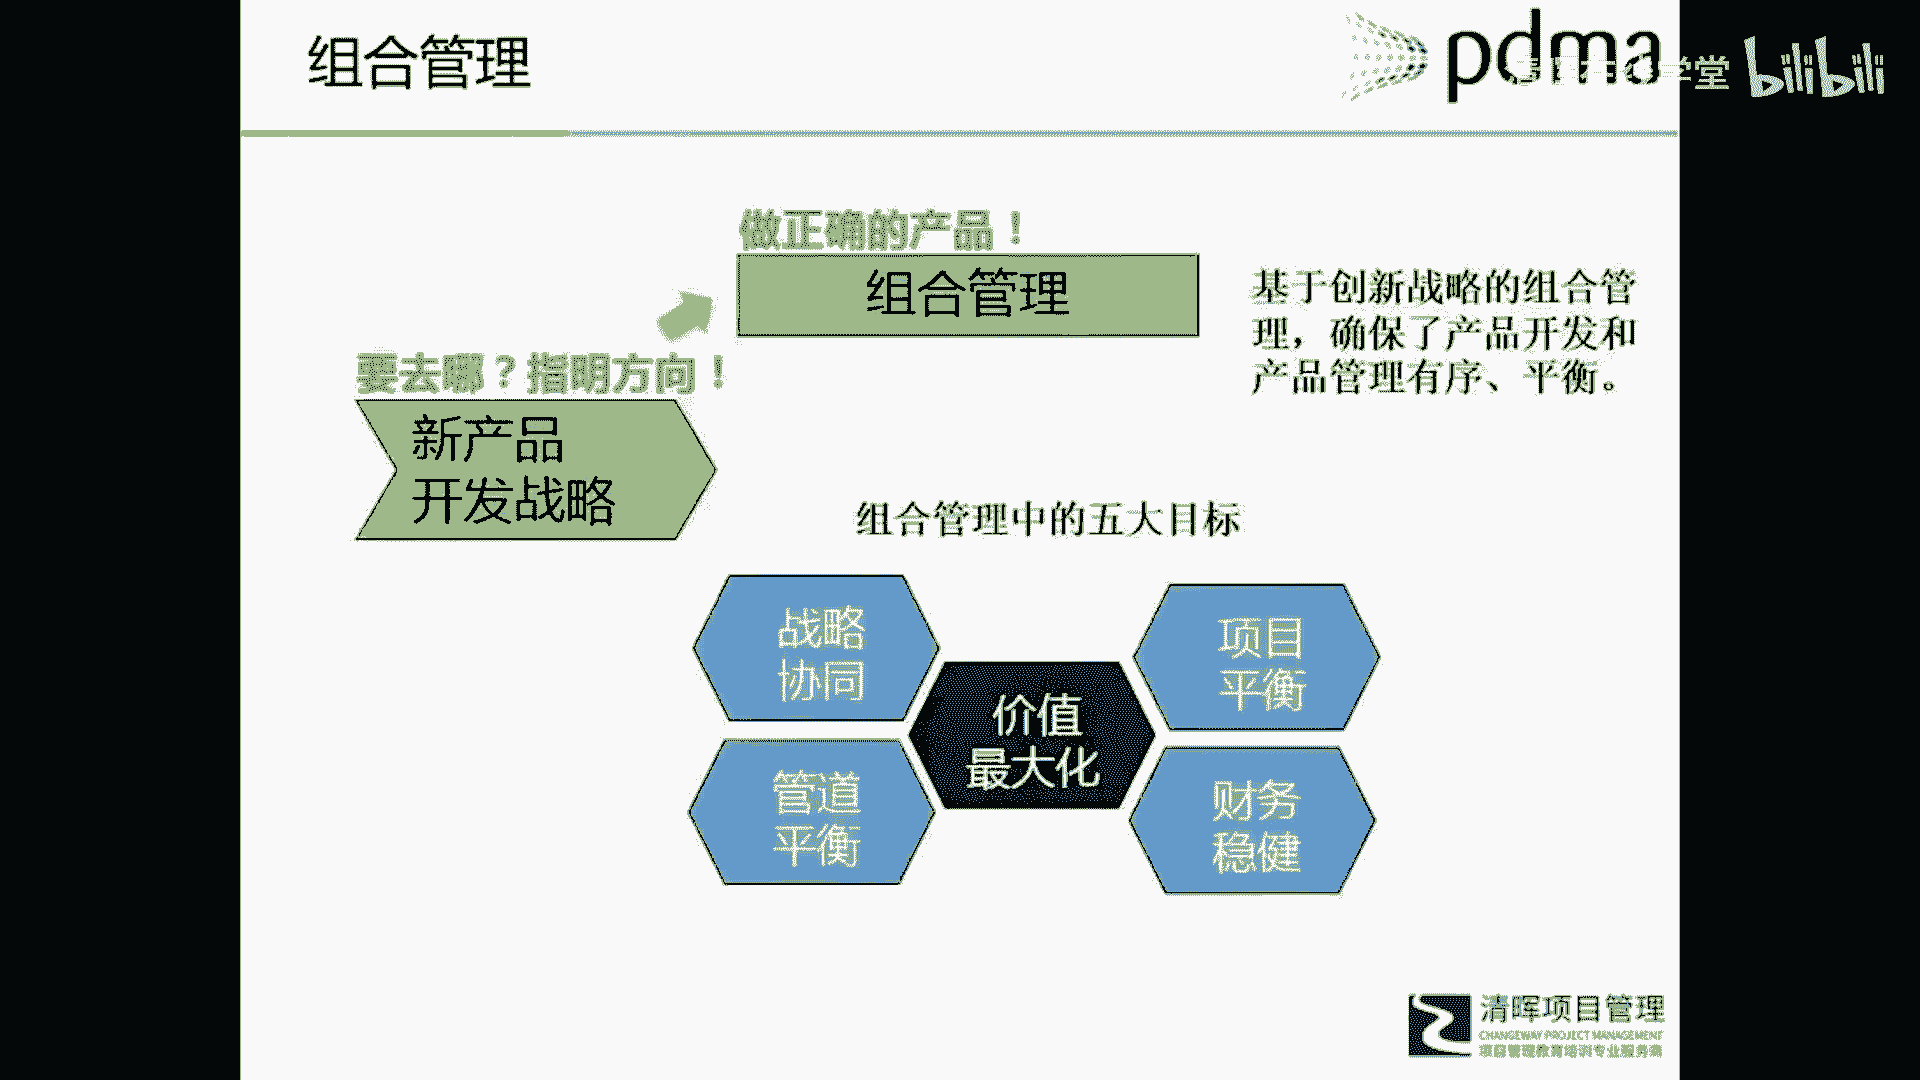 组合管理
pdma
学堂 bilibili
做正确的产品！
组合管理
基于创新战略的组合管
理，确保了产品开发和
产品管理有序、平衡。
要去哪？指明方向！
新产品
开发战略
组合管理中的五大目标
战略
协同
项目
平衡
价值
最大化
管道
平衡
财务
稳健
清晖项目管理
CHANGEWAY PROJECT MANAGEMENT
项目管理教育培训专业服务商